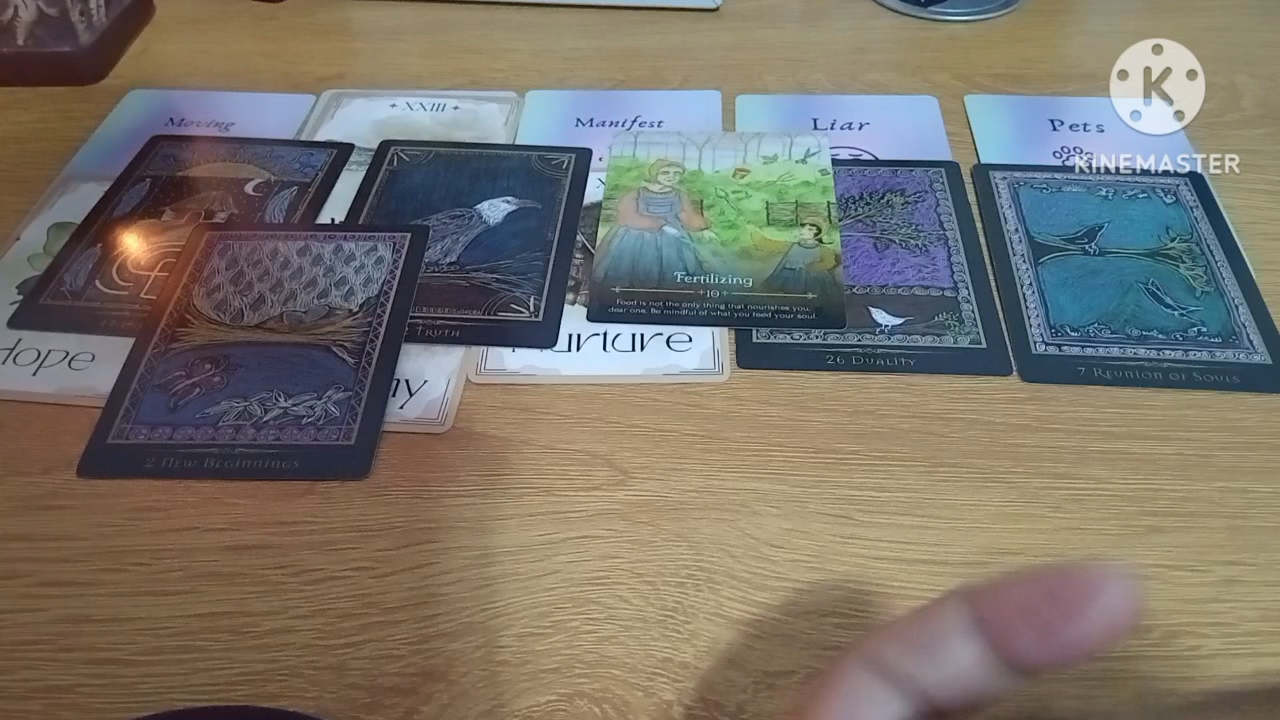 Moving
XXIII
Manifest
Liar
Pets
K
KINEMASTER
Fertilizing
10
Food is not the only thing that nourishes you,
dear one. Be mindful of what you feed your soul.
Truth
Hope
Nurture
26 Duality
7 Reunion of Souls
2 New Beginnings